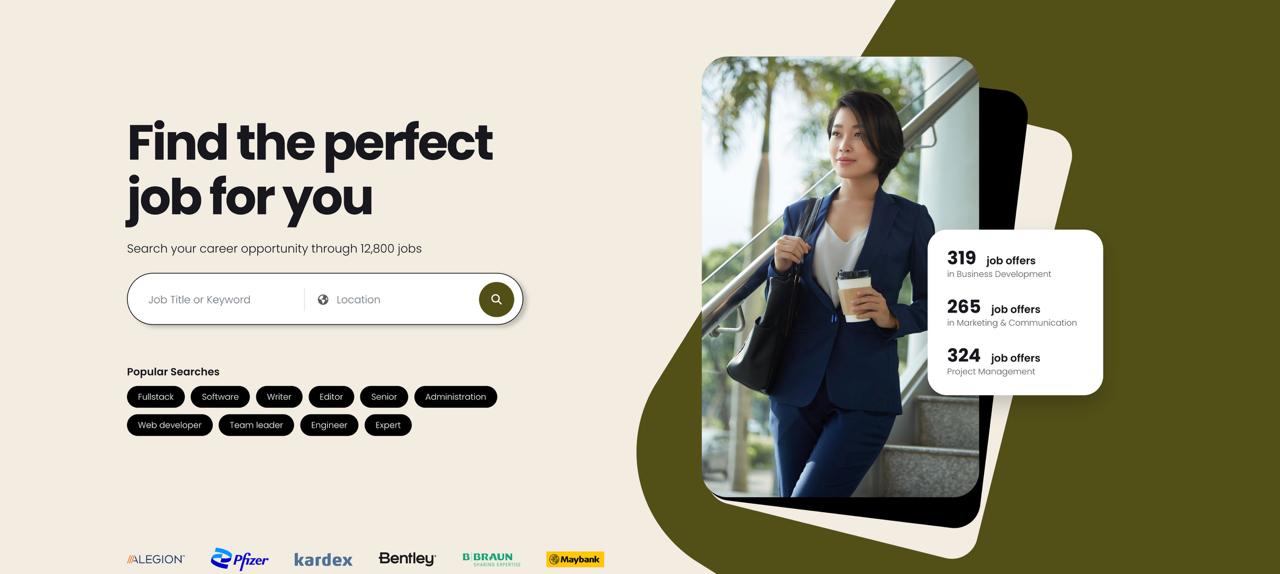 Find the perfect
job for you
Search your career opportunity through 12,800 jobs
Job Title or Keyword
Location
Popular Searches
Fullstack Software Writer Editor Senior Administration
Web developer Team leader Engineer Expert
319 job offers
in Business Development
265 job offers
in Marketing & Communication
324 job offers
Project Management
ALEGION Pfizer kardex Bentley B BRAUN Maybank
SHARING EXPERTISE